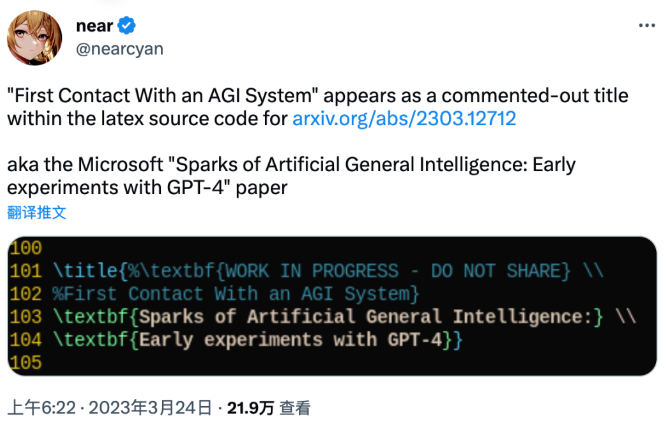 near
@nearcyan
"First Contact With an AGI System" appears as a commented-out title
within the latex source code for arxiv.org/abs/2303.12712
aka the Microsoft "Sparks of Artificial General Intelligence: Early
experiments with GPT-4" paper
翻译推文
100
101 \title{%\textbf{WORK IN PROGRESS - DO NOT SHARE} \\
102 %First Contact With an AGI System}
103 \textbf{Sparks of Artificial General Intelligence:} \\
104 \textbf{Early experiments with GPT-4}}
105
上午6:22 · 2023年3月24日 · 21.9万 查看